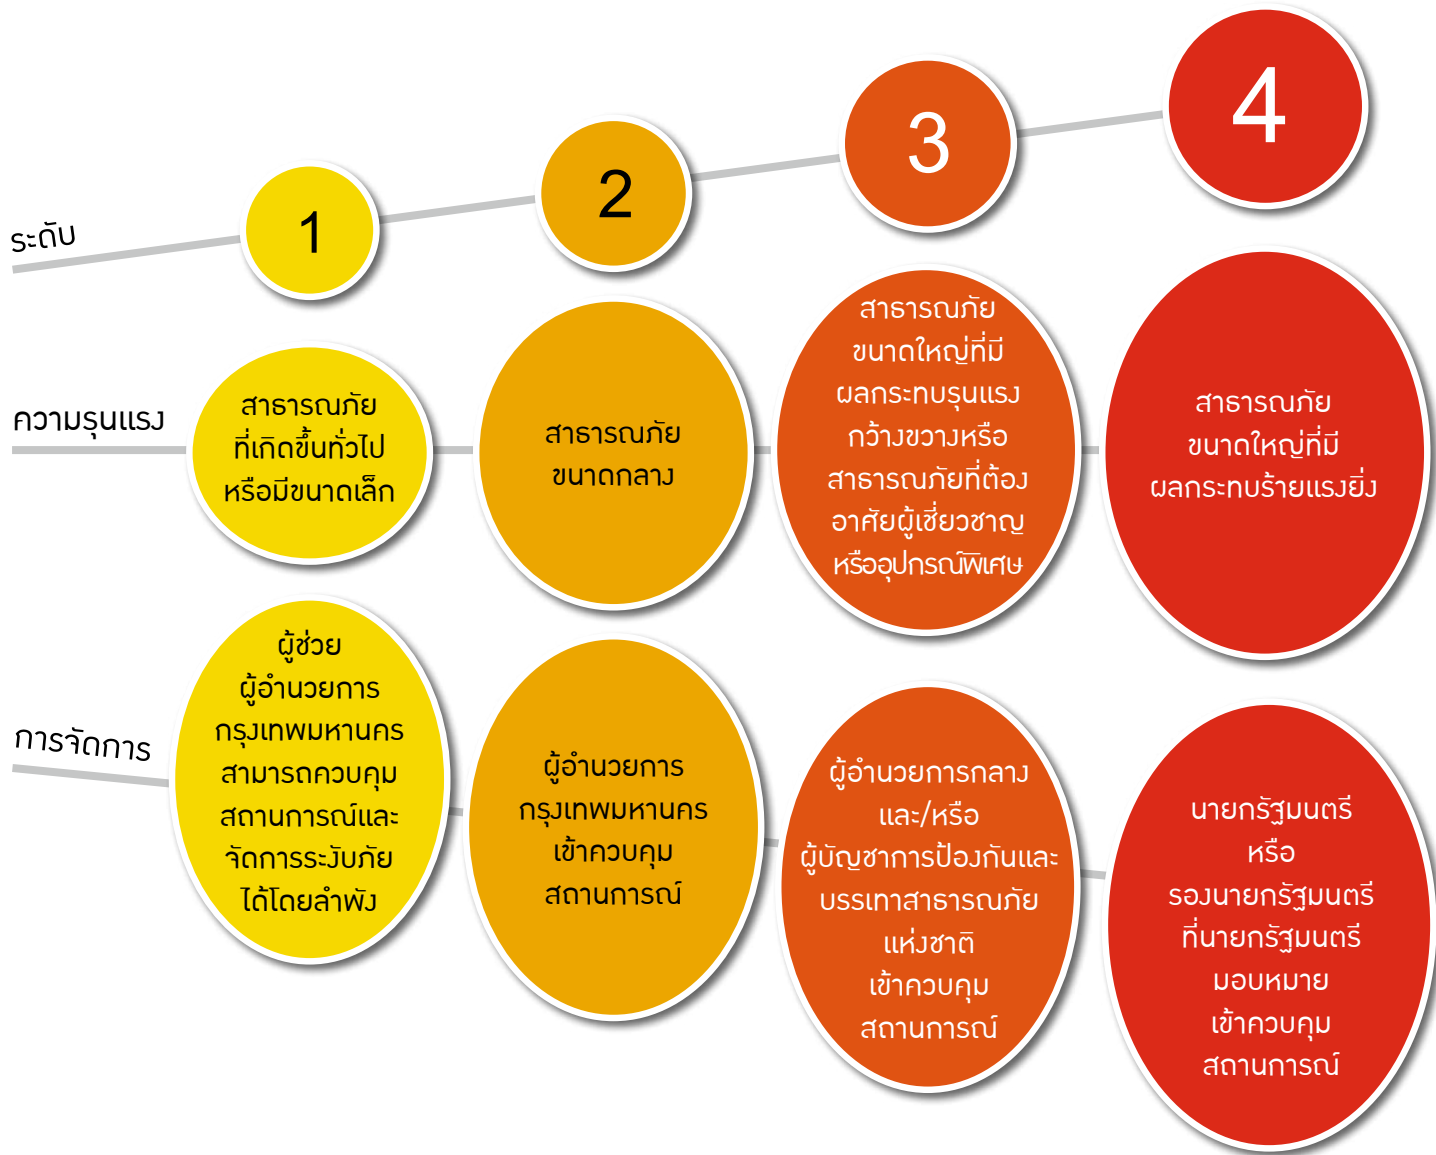 ระดับ
1
2
3
4
ความรุนแรง
สาธารณภัย
ที่เกิดขึ้นทั่วไป
หรือมีขนาดเล็ก
สาธารณภัย
ขนาดกลาง
สาธารณภัย
ขนาดใหญ่ที่มี
ผลกระทบรุนแรง
กว้างขวางหรือ
สาธารณภัยที่ต้อง
อาศัยผู้เชี่ยวชาญ
หรืออุปกรณ์พิเศษ
สาธารณภัย
ขนาดใหญ่ที่มี
ผลกระทบร้ายแรงยิ่ง
การจัดการ
ผู้ช่วย
ผู้อำนวยการ
กรุงเทพมหานคร
สามารถควบคุม
สถานการณ์และ
จัดการระงับภัย
ได้โดยลำพัง
ผู้อำนวยการ
กรุงเทพมหานคร
เข้าควบคุม
สถานการณ์
ผู้อำนวยการกลาง
และ/หรือ
ผู้บัญชาการป้องกันและ
บรรเทาสาธารณภัย
แห่งชาติ
เข้าควบคุม
สถานการณ์
นายกรัฐมนตรี
หรือ
รองนายกรัฐมนตรี
ที่นายกรัฐมนตรี
มอบหมาย
เข้าควบคุม
สถานการณ์